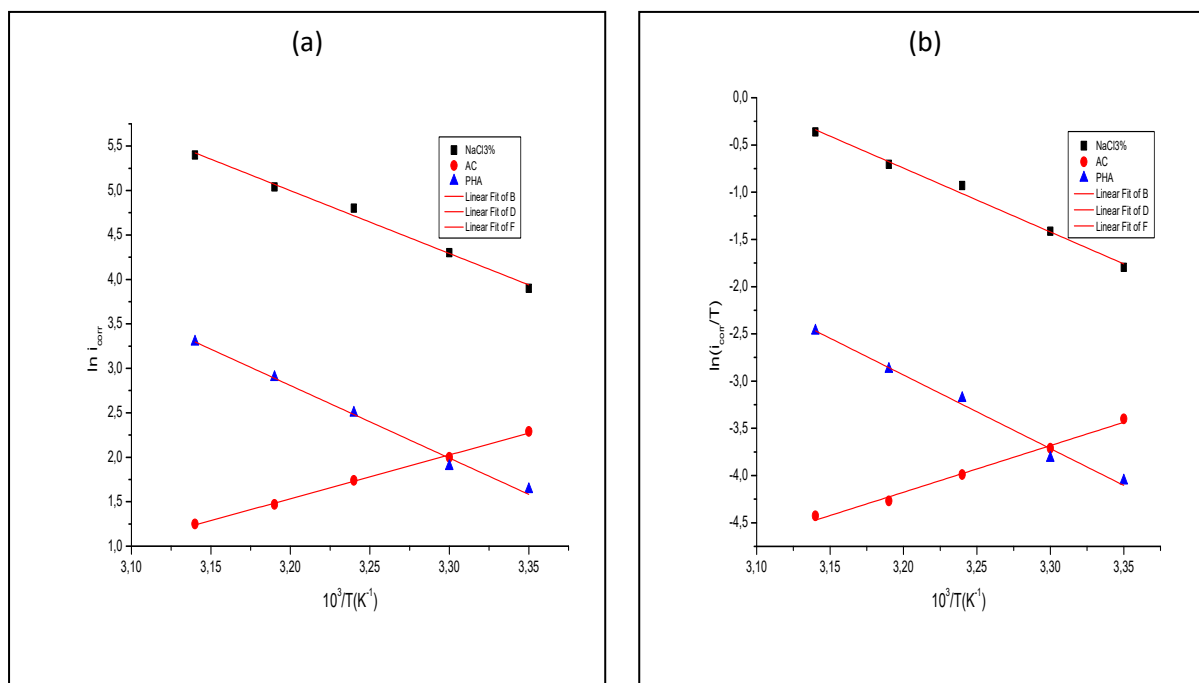 (a)
5,5
5,0
4,5
4,0
3,5
3,0
2,5
2,0
1,5
1,0
ln i_corr
NaCl3%
AC
PHA
Linear Fit of B
Linear Fit of D
Linear Fit of F
3,10 3,15 3,20 3,25 3,30 3,35
10³/T(K⁻¹)
(b)
0,0
-0,5
-1,0
-1,5
-2,0
-2,5
-3,0
-3,5
-4,0
-4,5
ln(i_corr/T)
NaCl3%
AC
PHA
Linear Fit of B
Linear Fit of D
Linear Fit of F
3,10 3,15 3,20 3,25 3,30 3,35
10³/T(K⁻¹)